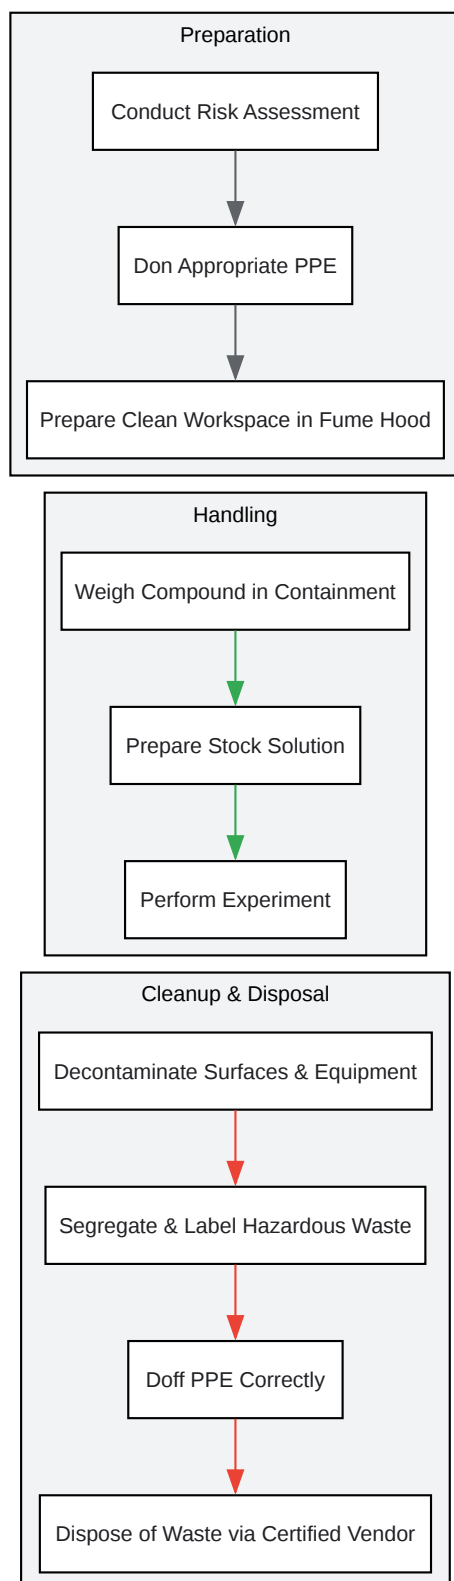 Preparation
Conduct Risk Assessment
Don Appropriate PPE
Prepare Clean Workspace in Fume Hood
Handling
Weigh Compound in Containment
Prepare Stock Solution
Perform Experiment
Cleanup & Disposal
Decontaminate Surfaces & Equipment
Segregate & Label Hazardous Waste
Doff PPE Correctly
Dispose of Waste via Certified Vendor